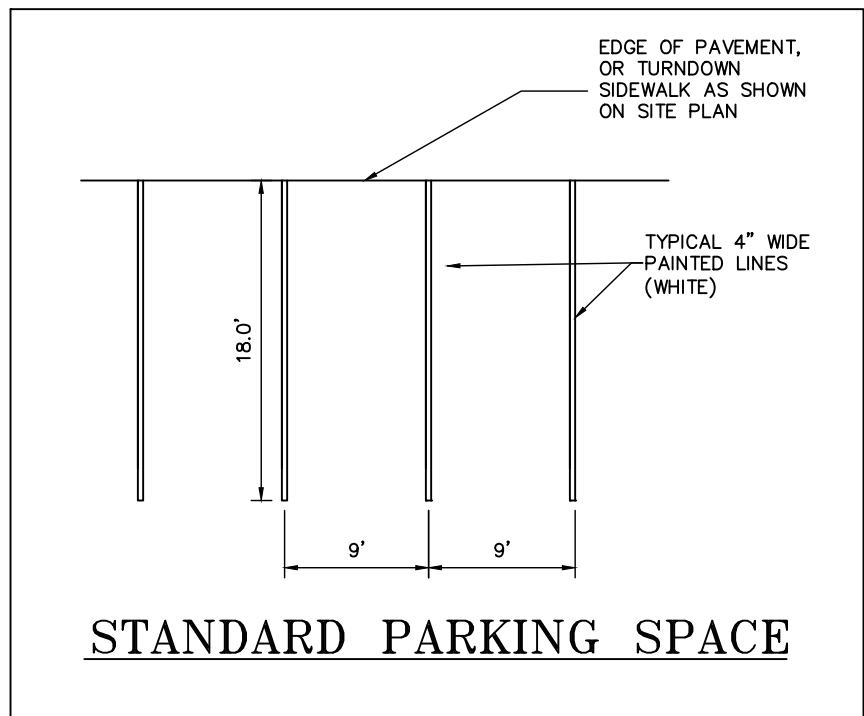 EDGE OF PAVEMENT,
OR TURNDOWN
SIDEWALK AS SHOWN
ON SITE PLAN
TYPICAL 4" WIDE
PAINTED LINES
(WHITE)
18.0'
9'
9'
STANDARD PARKING SPACE